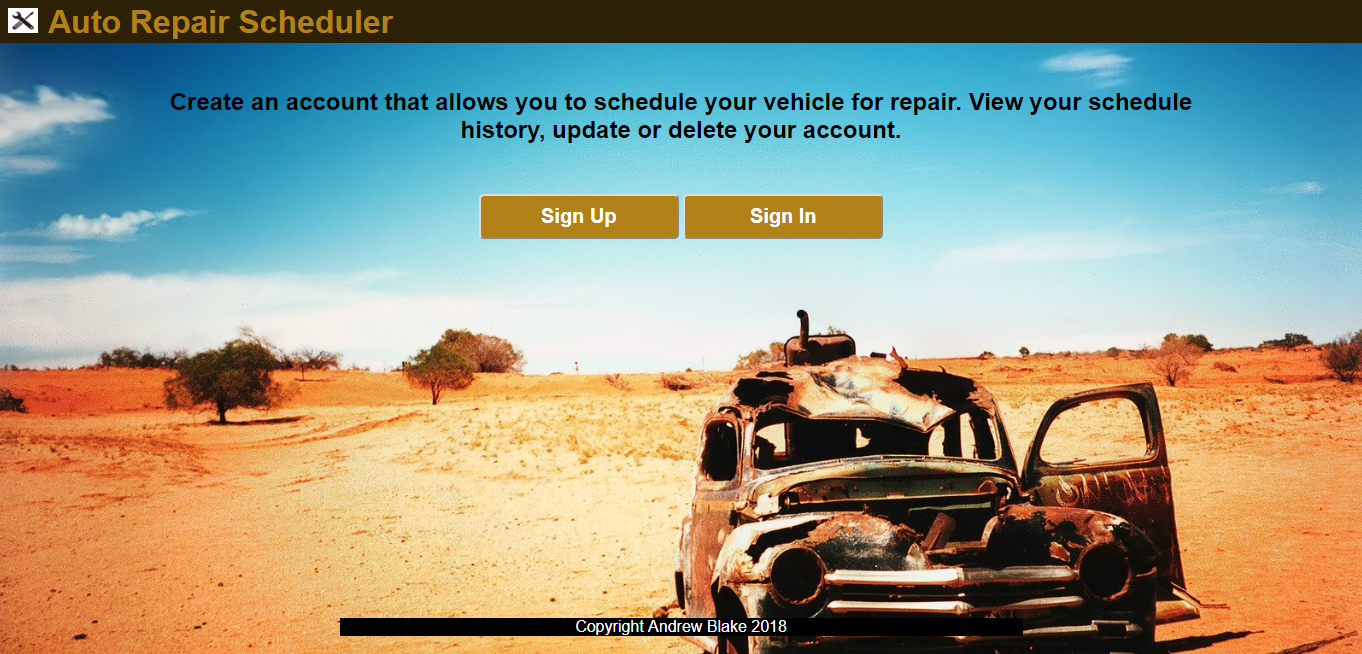 Auto Repair Scheduler
Create an account that allows you to schedule your vehicle for repair. View your schedule
history, update or delete your account.
Sign Up
Sign In
Copyright Andrew Blake 2018